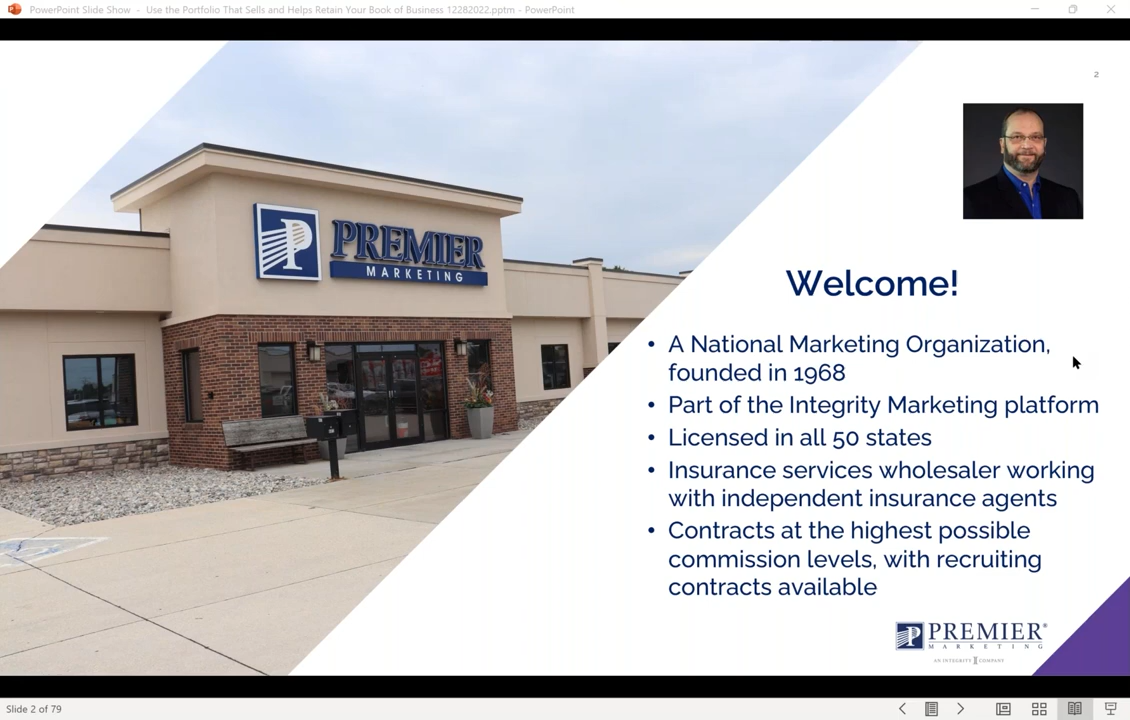 PowerPoint Slide Show - Use the Portfolio That Sells and Helps Retain Your Book of Business 12282022.pptm - PowerPoint
2
P
PREMIER
MARKETING
Welcome!
• A National Marketing Organization,
founded in 1968
• Part of the Integrity Marketing platform
• Licensed in all 50 states
• Insurance services wholesaler working
with independent insurance agents
• Contracts at the highest possible
commission levels, with recruiting
contracts available
P PREMIER®
MARKETING
AN INTEGRITY COMPANY
Slide 2 of 79